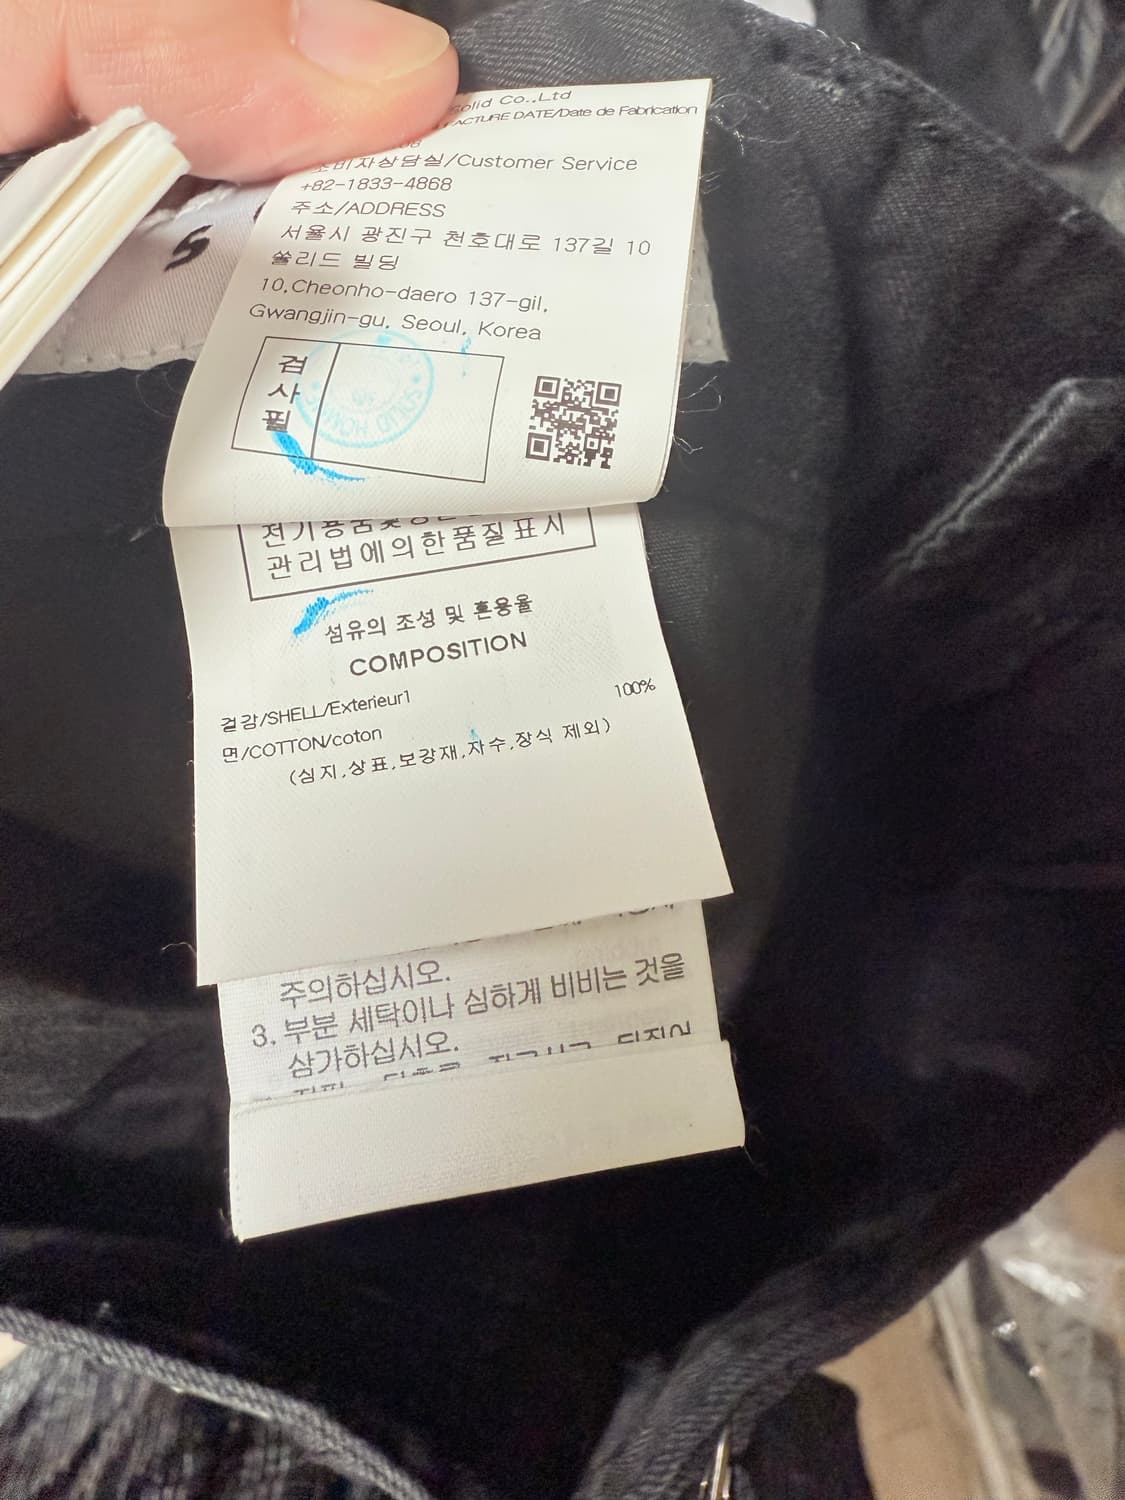 Solid Co.,Ltd
DATE/Date de Fabrication
소비자상담실/Customer Service
+82-1833-4868
주소/ADDRESS
서울시 광진구 천호대로 137길 10
쏠리드 빌딩
10,Cheonho-daero 137-gil,
Gwangjin-gu, Seoul, Korea
검
사
필
S
관리법에의한품질표시
섬유의 조성 및 혼용율
COMPOSITION
겉감/SHELL/Exterieur1 100%
면/COTTON/coton
(심지,상표,보강재,자수,장식 제외)
주의하십시오.
3. 부분 세탁이나 심하게 비비는 것을
삼가하십시오.